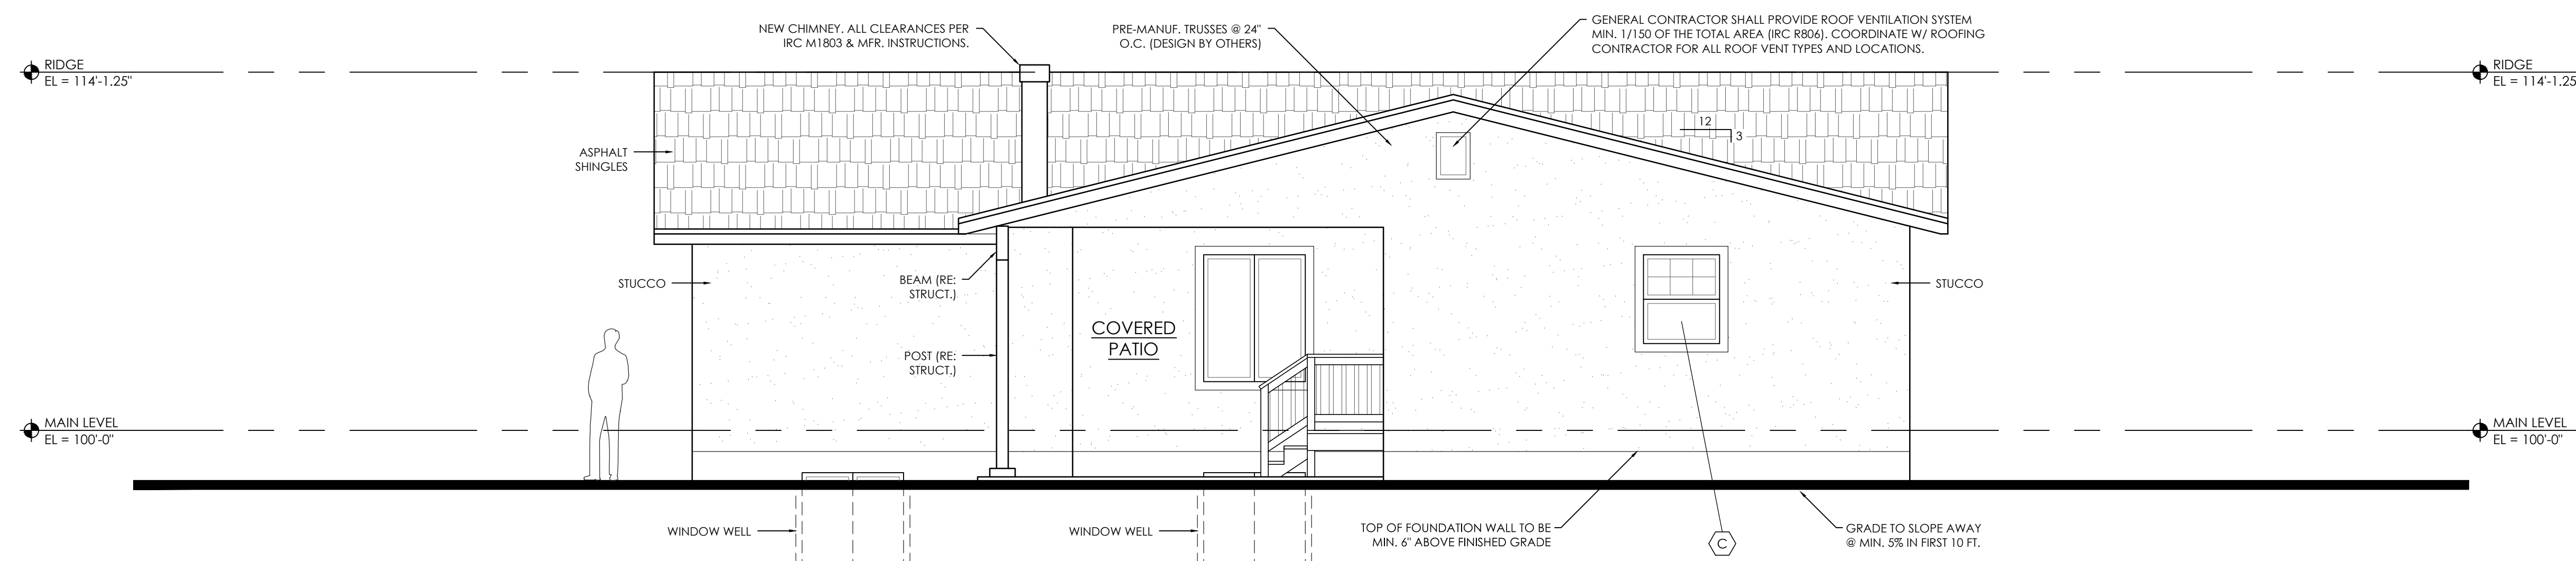 NEW CHIMNEY. ALL CLEARANCES PER
IRC M1803 & MFR. INSTRUCTIONS.
PRE-MANUF. TRUSSES @ 24"
O.C. (DESIGN BY OTHERS)
GENERAL CONTRACTOR SHALL PROVIDE ROOF VENTILATION SYSTEM
MIN. 1/150 OF THE TOTAL AREA (IRC R806). COORDINATE W/ ROOFING
CONTRACTOR FOR ALL ROOF VENT TYPES AND LOCATIONS.
RIDGE
EL = 114'-1.25"
RIDGE
EL = 114'-1.25
12
3
ASPHALT
SHINGLES
STUCCO
BEAM (RE:
STRUCT.)
STUCCO
COVERED
PATIO
POST (RE:
STRUCT.)
MAIN LEVEL
EL = 100'-0"
MAIN LEVEL
EL = 100'-0"
WINDOW WELL
WINDOW WELL
TOP OF FOUNDATION WALL TO BE
MIN. 6" ABOVE FINISHED GRADE
C
GRADE TO SLOPE AWAY
@ MIN. 5% IN FIRST 10 FT.